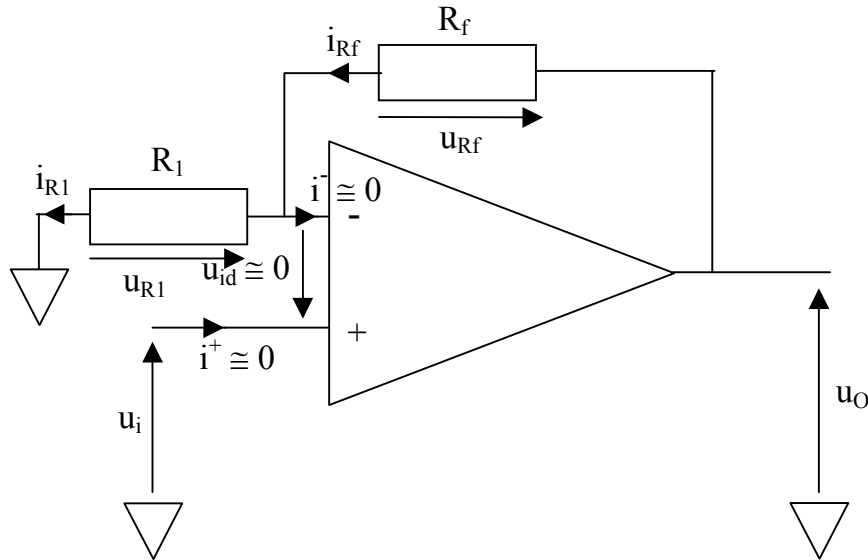 R_f
i_Rf
u_Rf
R_1
i_R1
i^- ≅ 0
-
u_R1
u_id ≅ 0
+
i^+ ≅ 0
u_i
u_O